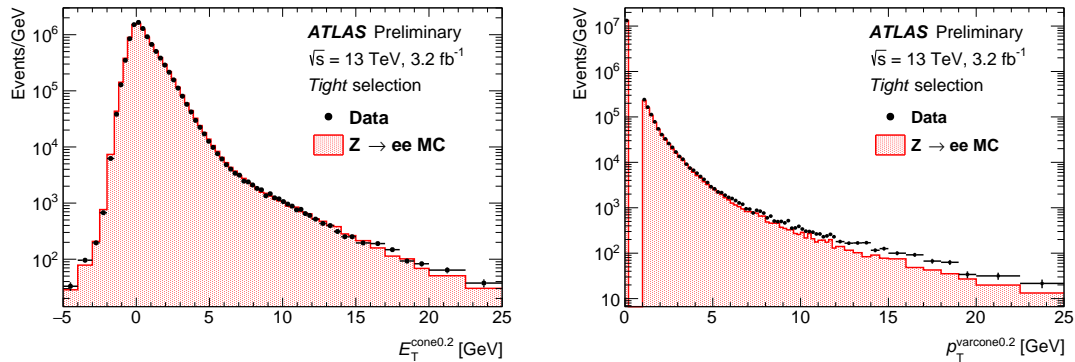 Events/GeV
10⁶
10⁵
10⁴
10³
10²
−5 0 5 10 15 20 25
E_T^cone0.2 [GeV]
ATLAS Preliminary
√s = 13 TeV, 3.2 fb⁻¹
Tight selection
Data
Z → ee MC
Events/GeV
10⁷
10⁶
10⁵
10⁴
10³
10²
10
0 5 10 15 20 25
p_T^varcone0.2 [GeV]
ATLAS Preliminary
√s = 13 TeV, 3.2 fb⁻¹
Tight selection
Data
Z → ee MC